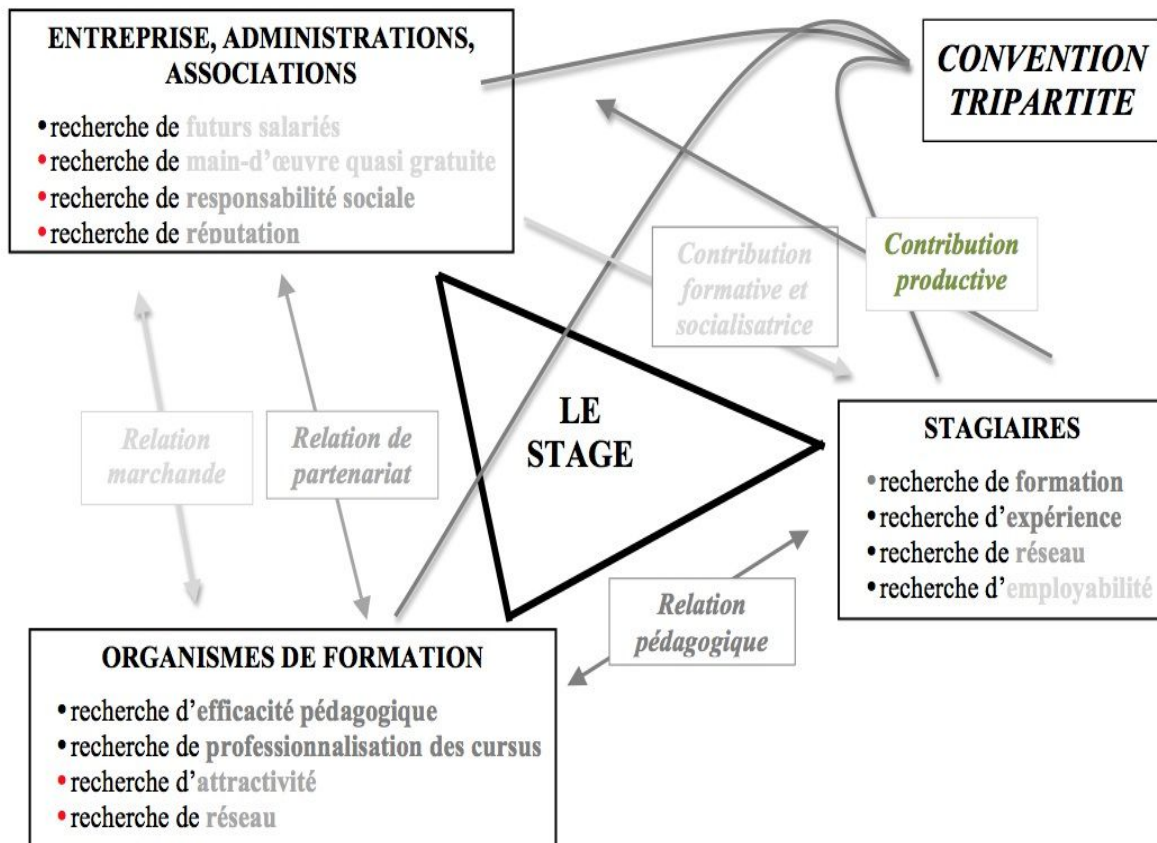 ENTREPRISE, ADMINISTRATIONS,
ASSOCIATIONS
•recherche de futurs salariés
•recherche de main-d'œuvre quasi gratuite
•recherche de responsabilité sociale
•recherche de réputation
CONVENTION
TRIPARTITE
Contribution
formative et
socialisatrice
Contribution
productive
Relation
marchande
Relation de
partenariat
LE
STAGE
STAGIAIRES
•recherche de formation
•recherche d'expérience
•recherche de réseau
•recherche d'employabilité
Relation
pédagogique
ORGANISMES DE FORMATION
•recherche d'efficacité pédagogique
•recherche de professionnalisation des cursus
•recherche d'attractivité
•recherche de réseau